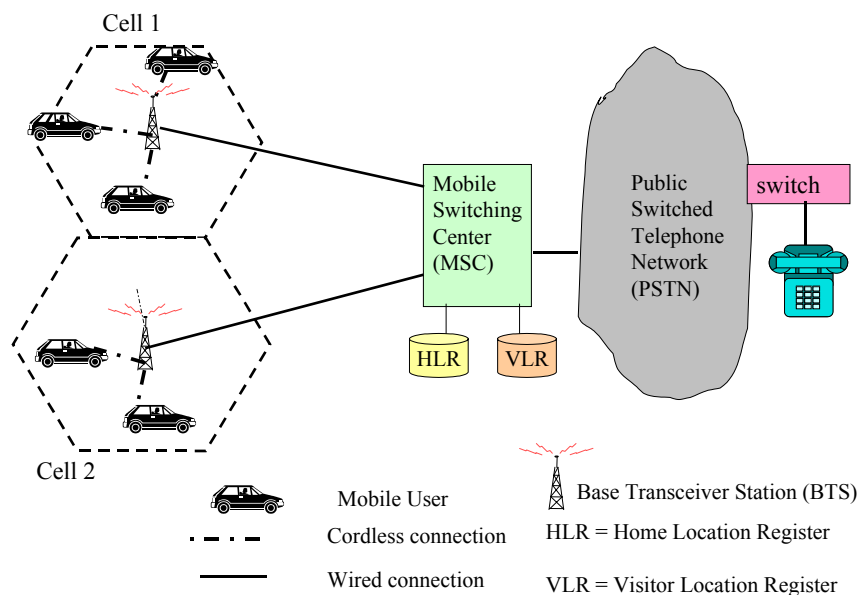 Cell 1
Mobile
Switching
Center
(MSC)
HLR
VLR
Public
Switched
Telephone
Network
(PSTN)
switch
Cell 2
Mobile User
Cordless connection
Wired connection
Base Transceiver Station (BTS)
HLR = Home Location Register
VLR = Visitor Location Register